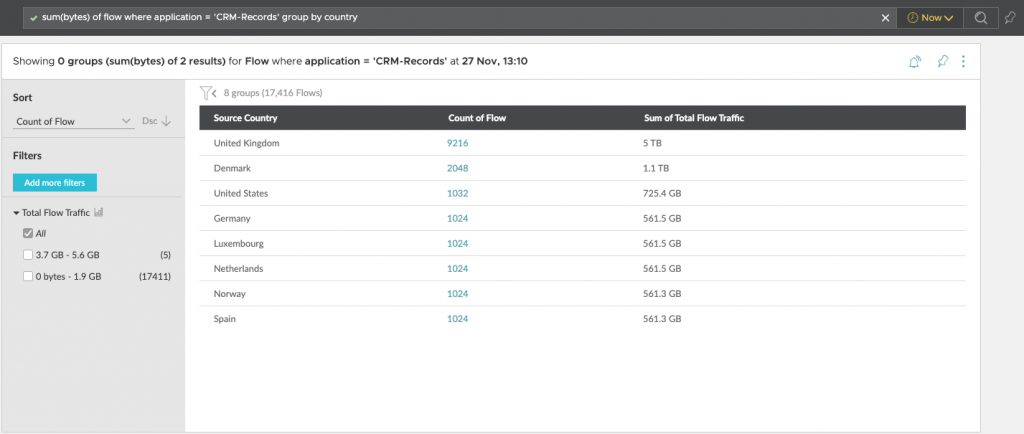 sum(bytes) of flow where application = 'CRM-Records' group by country
Now
Showing 0 groups (sum(bytes) of 2 results) for Flow where application = 'CRM-Records' at 27 Nov, 13:10
Sort
Count of Flow
Dsc
Filters
Add more filters
Total Flow Traffic
All
3.7 GB - 5.6 GB (5)
0 bytes - 1.9 GB (17411)
8 groups (17,416 Flows)
Source Country Count of Flow Sum of Total Flow Traffic
United Kingdom 9216 5 TB
Denmark 2048 1.1 TB
United States 1032 725.4 GB
Germany 1024 561.5 GB
Luxembourg 1024 561.5 GB
Netherlands 1024 561.5 GB
Norway 1024 561.3 GB
Spain 1024 561.3 GB